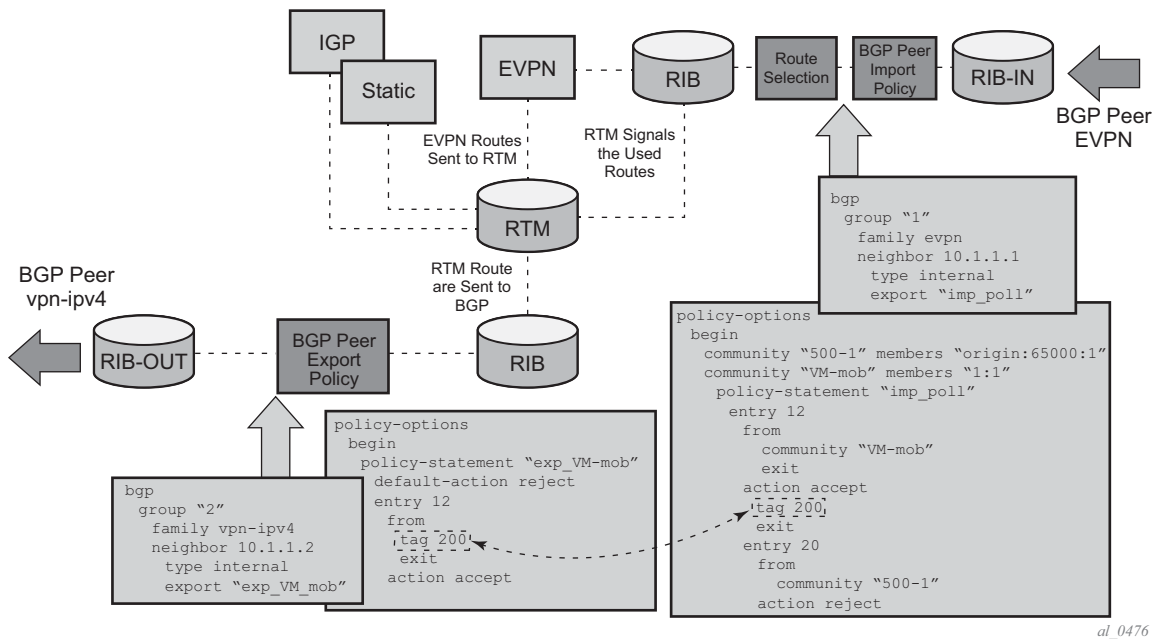 IGP
Static
EVPN
RIB
Route
Selection
BGP Peer
Import
Policy
RIB-IN
BGP Peer
EVPN
EVPN Routes
Sent to RTM
RTM Signals
the Used
Routes
RTM
RTM Route
are Sent to
BGP
BGP Peer
vpn-ipv4
RIB-OUT
BGP Peer
Export
Policy
RIB
bgp
group “1”
family evpn
neighbor 10.1.1.1
type internal
export “imp_poll”
policy-options
begin
community “500-1” members “origin:65000:1”
community “VM-mob” members “1:1”
policy-statement “imp_poll”
entry 12
from
community “VM-mob”
exit
action accept
tag 200
exit
entry 20
from
community “500-1”
action reject
policy-options
begin
policy-statement “exp_VM-mob”
default-action reject
entry 12
from
tag 200
exit
action accept
bgp
group “2”
family vpn-ipv4
neighbor 10.1.1.2
type internal
export “exp_VM_mob”
al_0476